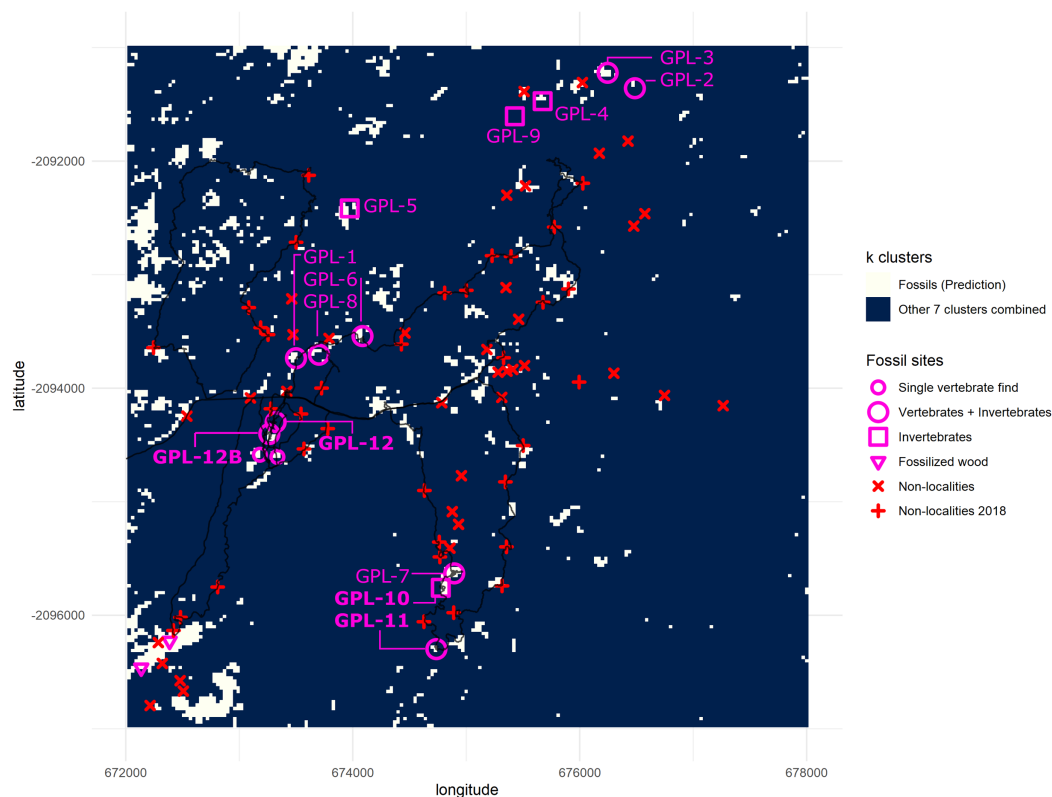 GPL-3
GPL-2
GPL-4
GPL-9
GPL-5
GPL-1
GPL-6
GPL-8
GPL-12
GPL-12B
GPL-7
GPL-10
GPL-11
-2092000
-2094000
-2096000
latitude
672000
674000
676000
678000
longitude
k clusters
Fossils (Prediction)
Other 7 clusters combined
Fossil sites
Single vertebrate find
Vertebrates + Invertebrates
Invertebrates
Fossilized wood
Non-localities
Non-localities 2018